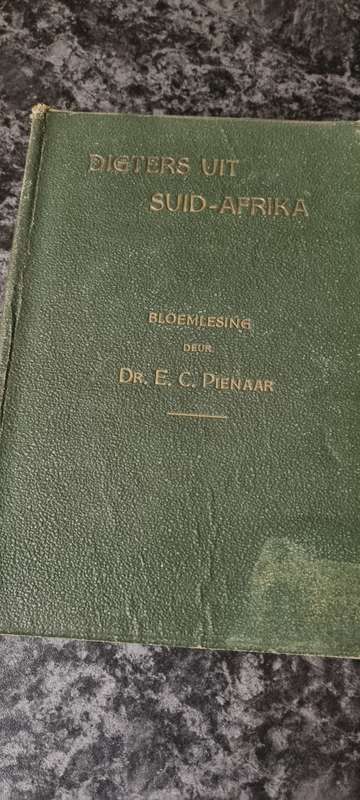 DIGTERS UIT
SUID-AFRIKA
BLOEMLESING
DEUR
DR. E. C. PIENAAR